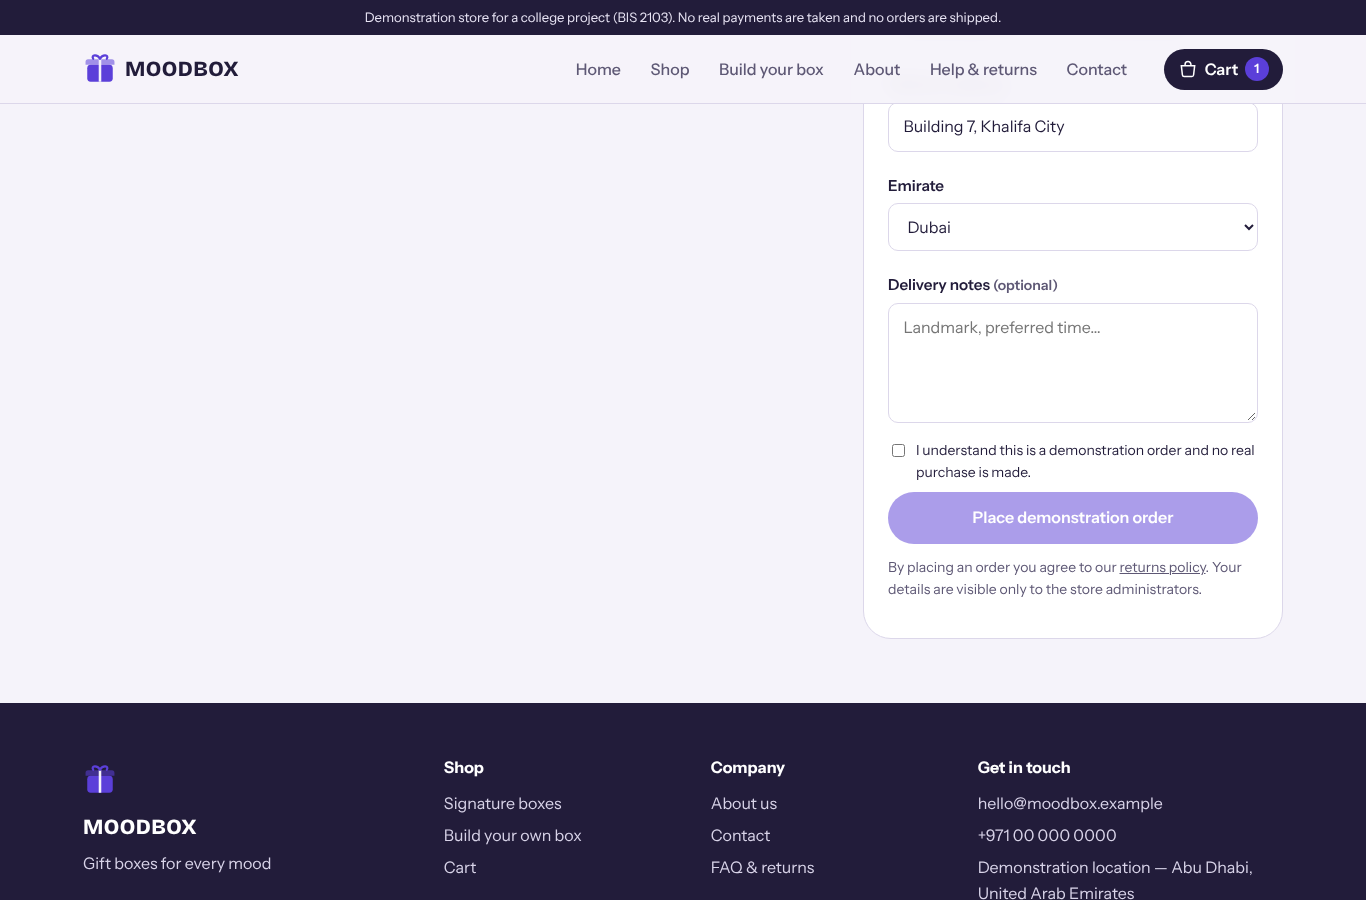 Demonstration store for a college project (BIS 2103). No real payments are taken and no orders are shipped.
MOODBOX
Home
Shop
Build your box
About
Help & returns
Contact
Cart 1
Building 7, Khalifa City
Emirate
Dubai
Delivery notes (optional)
Landmark, preferred time...
I understand this is a demonstration order and no real
purchase is made.
Place demonstration order
By placing an order you agree to our returns policy. Your
details are visible only to the store administrators.
MOODBOX
Gift boxes for every mood
Shop
Signature boxes
Build your own box
Cart
Company
About us
Contact
FAQ & returns
Get in touch
hello@moodbox.example
+971 00 000 0000
Demonstration location — Abu Dhabi,
United Arab Emirates